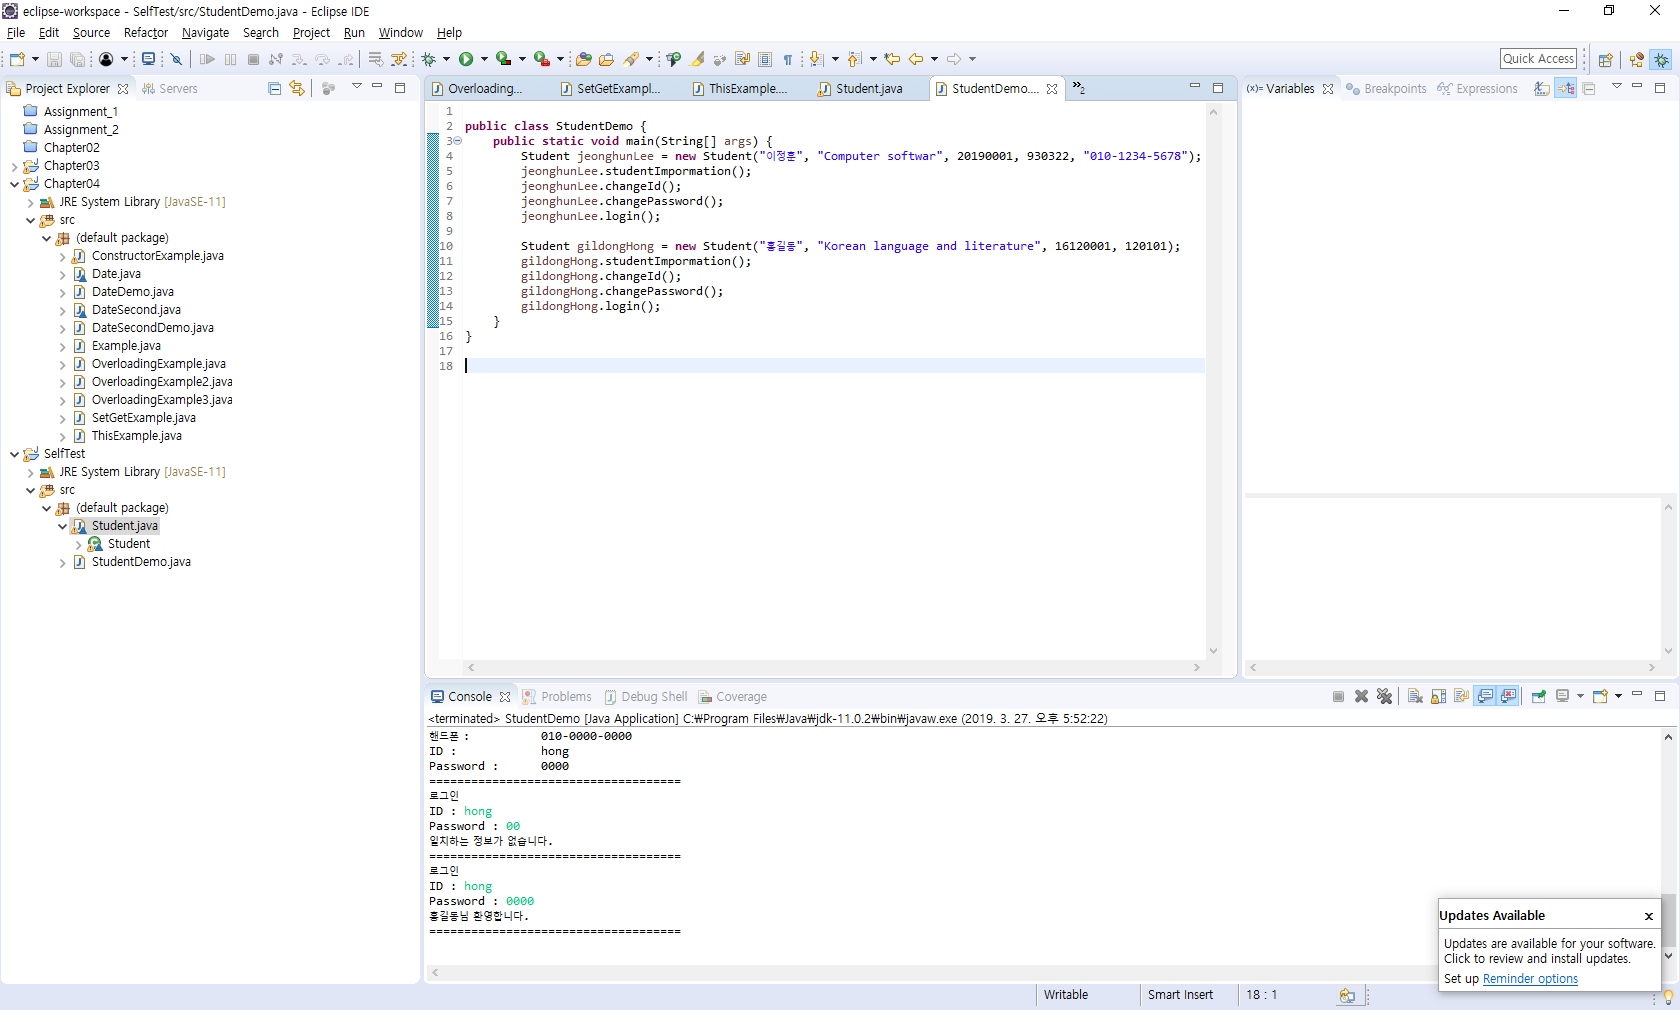 eclipse-workspace - SelfTest/src/StudentDemo.java - Eclipse IDE
File Edit Source Refactor Navigate Search Project Run Window Help
Quick Access
Project Explorer
Servers
Assignment_1
Assignment_2
Chapter02
Chapter03
Chapter04
JRE System Library [JavaSE-11]
src
(default package)
ConstructorExample.java
Date.java
DateDemo.java
DateSecond.java
DateSecondDemo.java
Example.java
OverloadingExample.java
OverloadingExample2.java
OverloadingExample3.java
SetGetExample.java
ThisExample.java
SelfTest
JRE System Library [JavaSE-11]
src
(default package)
Student.java
Student
StudentDemo.java
Overloading... SetGetExampl... ThisExample.... Student.java StudentDemo.... »2
1
2 public class StudentDemo {
3 public static void main(String[] args) {
4 Student jeonghunLee = new Student("이정훈", "Computer softwar", 20190001, 930322, "010-1234-5678");
5 jeonghunLee.studentImpormation();
6 jeonghunLee.changeId();
7 jeonghunLee.changePassword();
8 jeonghunLee.login();
9
10 Student gildongHong = new Student("홍길동", "Korean language and literature", 16120001, 120101);
11 gildongHong.studentImpormation();
12 gildongHong.changeId();
13 gildongHong.changePassword();
14 gildongHong.login();
15 }
16 }
17
18
(x)= Variables Breakpoints Expressions
Console Problems Debug Shell Coverage
<terminated> StudentDemo [Java Application] C:₩Program Files₩Java₩jdk-11.0.2₩bin₩javaw.exe (2019. 3. 27. 오후 5:52:22)
핸드폰 : 010-0000-0000
ID : hong
Password : 0000
====================================
로그인
ID : hong
Password : 00
일치하는 정보가 없습니다.
====================================
로그인
ID : hong
Password : 0000
홍길동님 환영합니다.
====================================
Updates Available x
Updates are available for your software.
Click to review and install updates.
Set up Reminder options
Writable Smart Insert 18 : 1